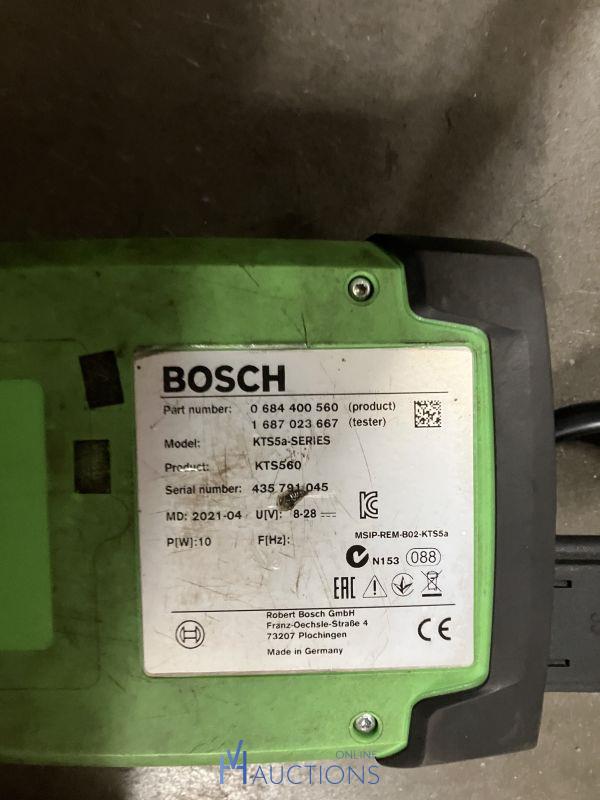 BOSCH
Part number: 0 684 400 560 (product)
1 687 023 667 (tester)
Model: KTS5a-SERIES
Product: KTS560
Serial number: 435 791 045
MD: 2021-04 U[V]: 8-28
P[W]:10 F[Hz]:
MSIP-REM-B02-KTS5a
N153 088
EAC
Robert Bosch GmbH
Franz-Oechsle-Straße 4
73207 Plochingen
Made in Germany
CE
ONLINE
HV AUCTIONS